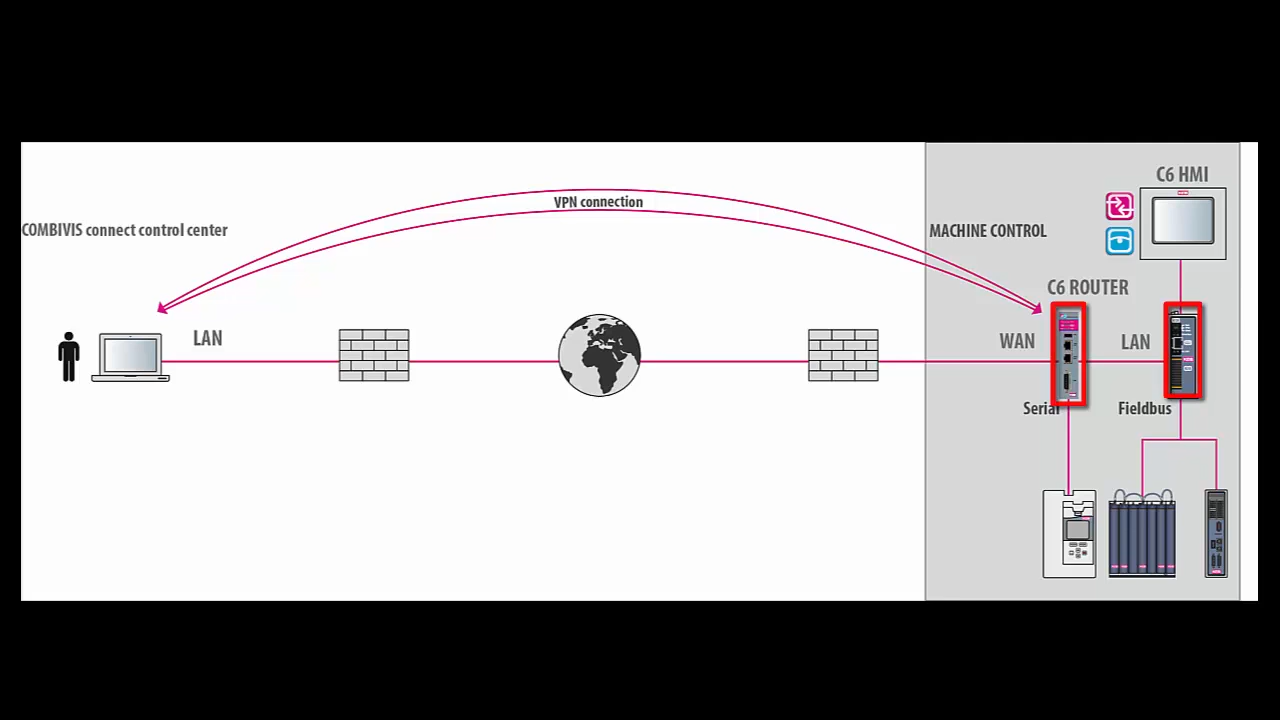 C6 HMI
VPN connection
COMBIVIS connect control center
MACHINE CONTROL
C6 ROUTER
LAN
WAN
LAN
Serial
Fieldbus